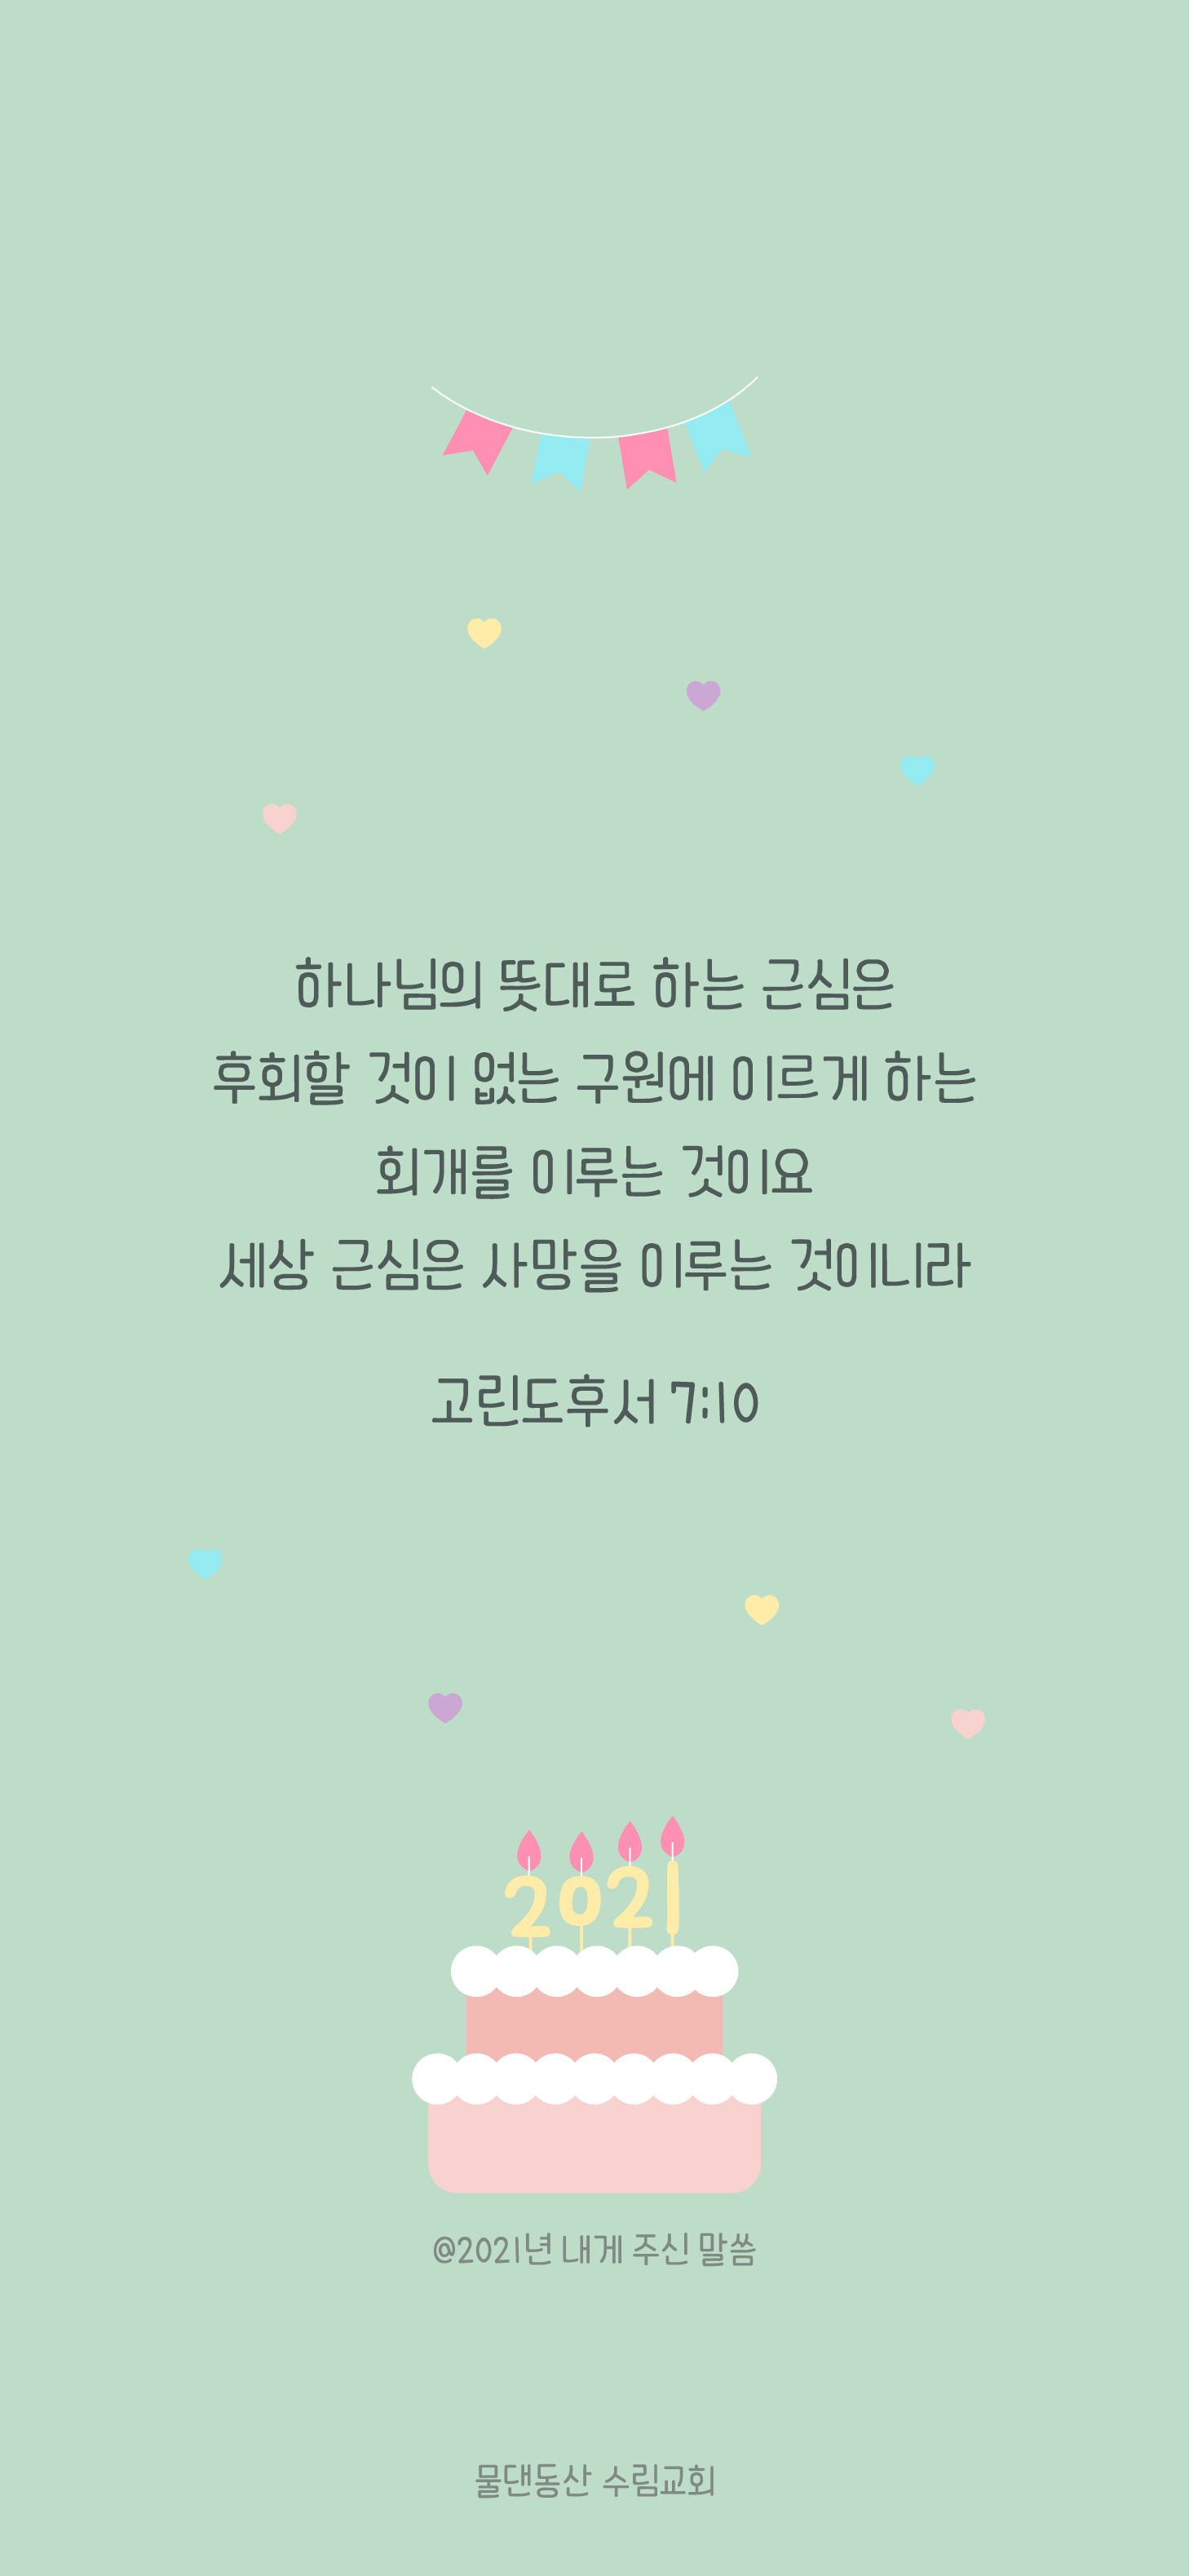 하나님의 뜻대로 하는 근심은
후회할 것이 없는 구원에 이르게 하는
회개를 이루는 것이요
세상 근심은 사망을 이루는 것이니라
고린도후서 7:10
2021
@2021년 내게 주신 말씀
물댄동산 수림교회